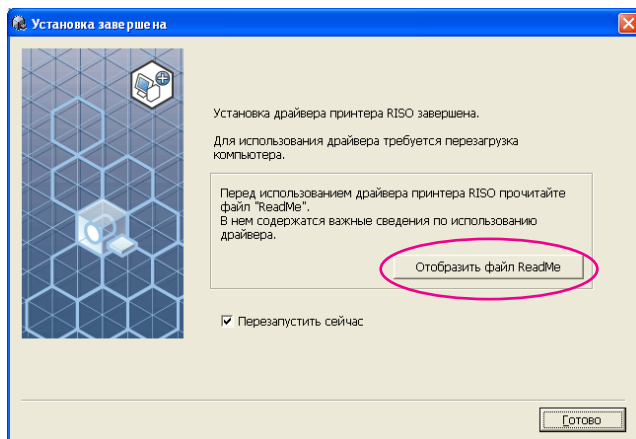 Установка завершена
Установка драйвера принтера RISO завершена.
Для использования драйвера требуется перезагрузка
компьютера.
Перед использованием драйвера принтера RISO прочитайте
файл "ReadMe".
В нем содержатся важные сведения по использованию
драйвера.
Отобразить файл ReadMe
Перезапустить сейчас
Готово